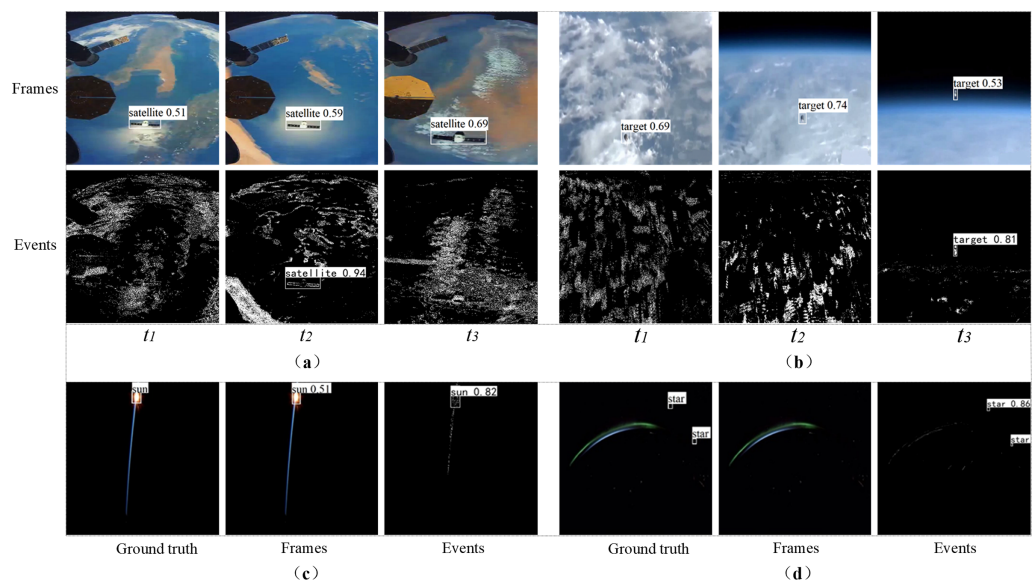 Frames
satellite 0.51
satellite 0.59
satellite 0.69
target 0.69
target 0.74
target 0.53
Events
satellite 0.94
target 0.81
t1
t2
t3
t1
t2
t3
(a)
(b)
sun
sun 0.51
sun 0.82
star
star
star 0.86
star
Ground truth
Frames
Events
Ground truth
Frames
Events
(c)
(d)